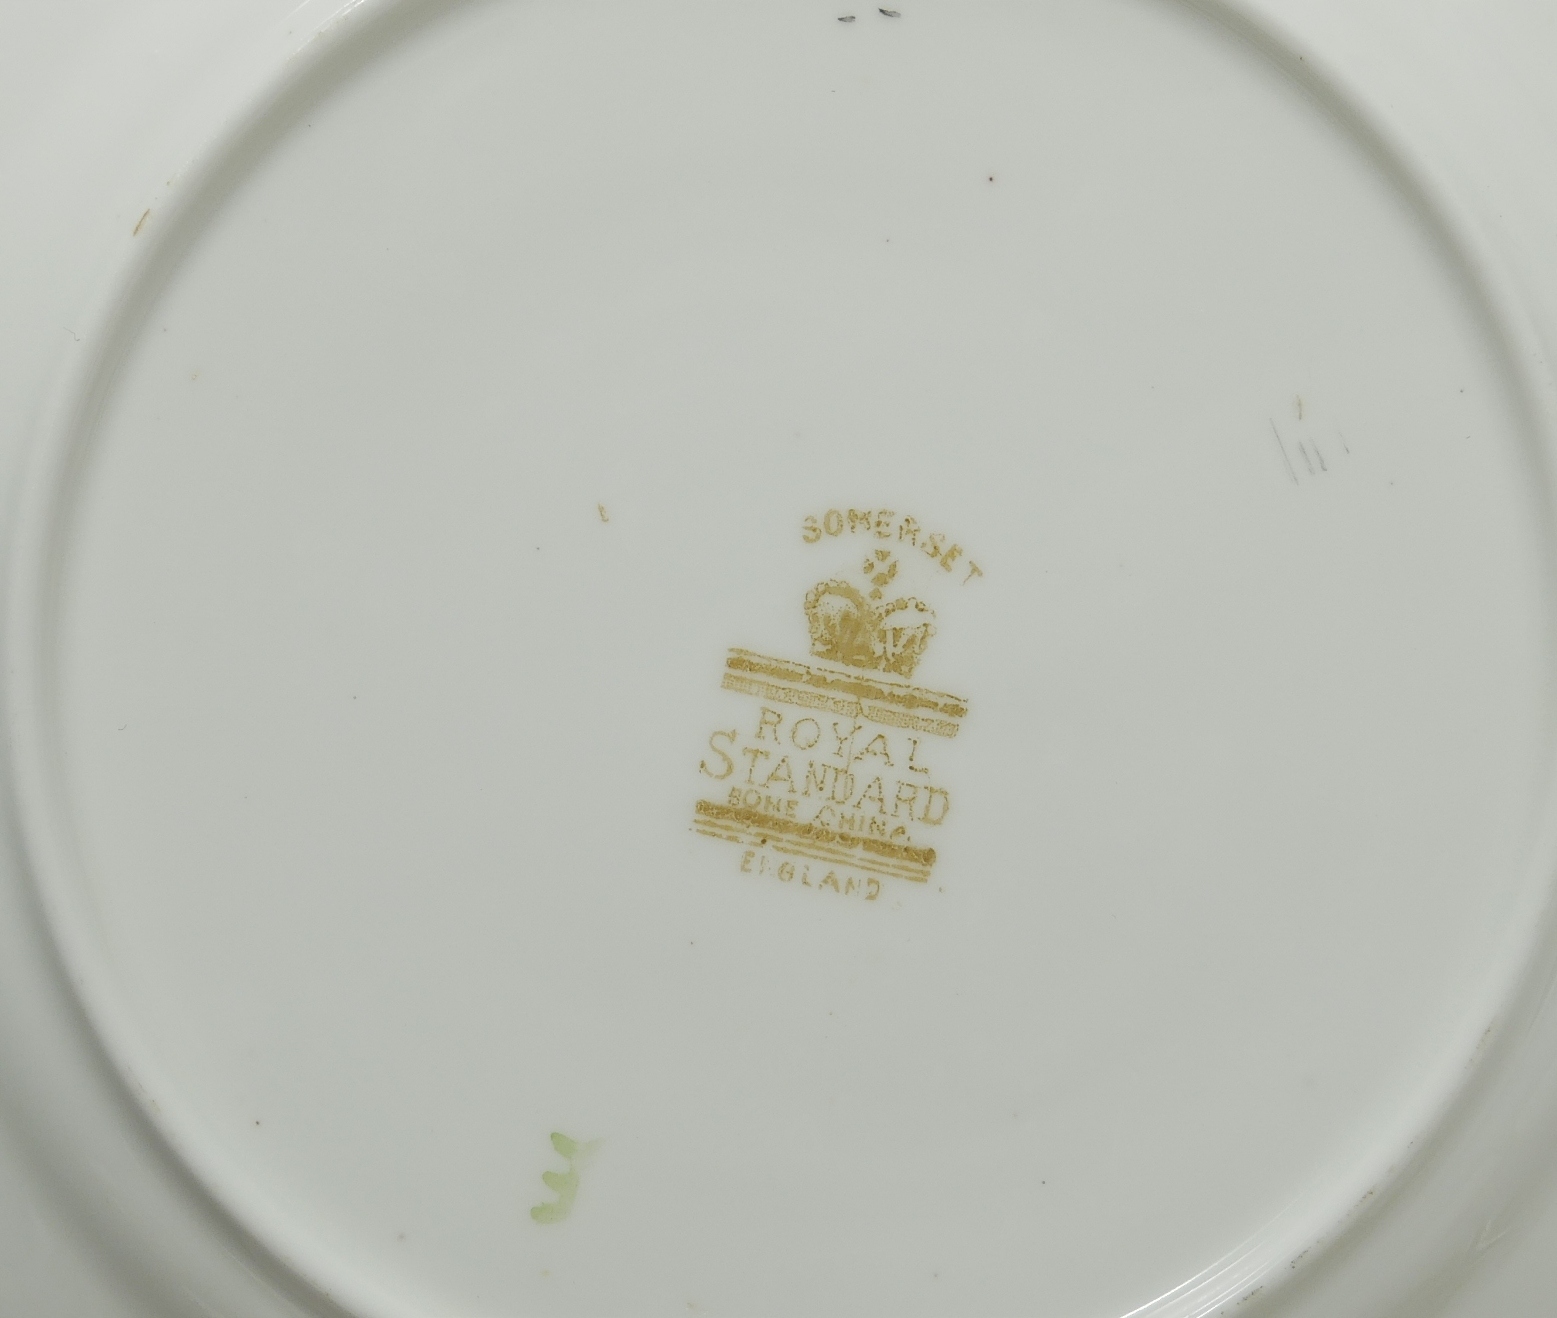 SOMERSET
ROYAL
STANDARD
BONE CHINA
ENGLAND